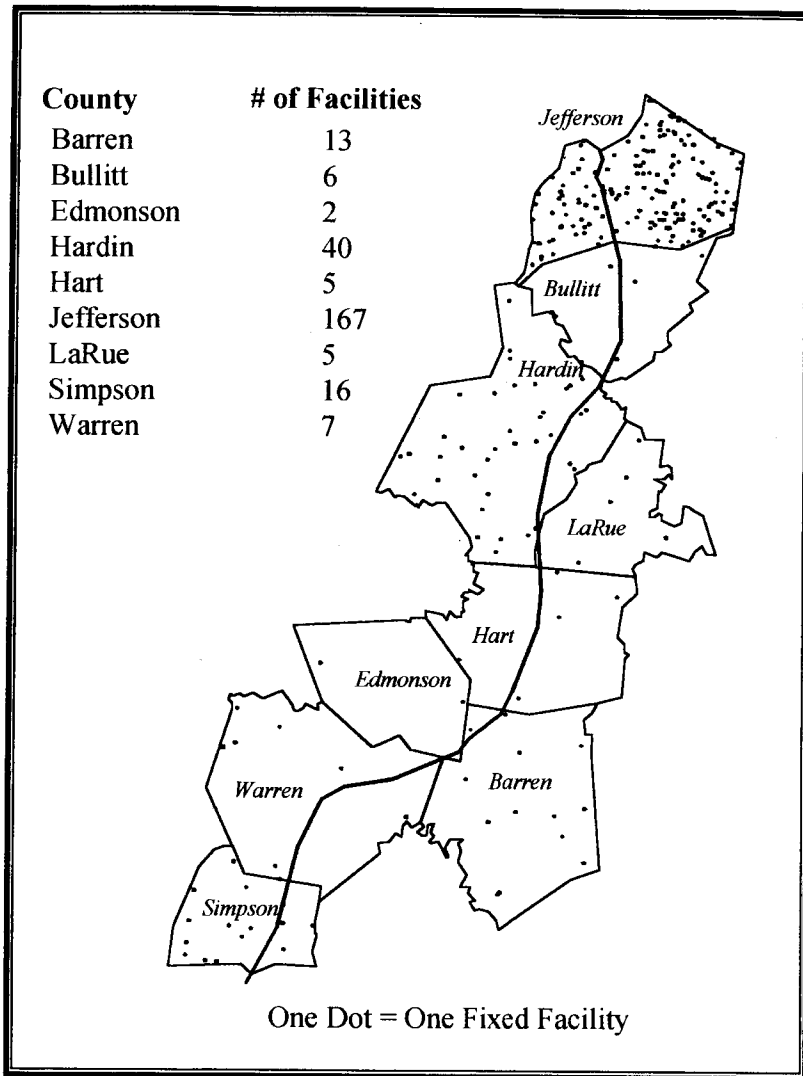 County # of Facilities
Barren 13
Bullitt 6
Edmonson 2
Hardin 40
Hart 5
Jefferson 167
LaRue 5
Simpson 16
Warren 7
Jefferson
Bullitt
Hardin
LaRue
Hart
Edmonson
Warren
Barren
Simpson
One Dot = One Fixed Facility